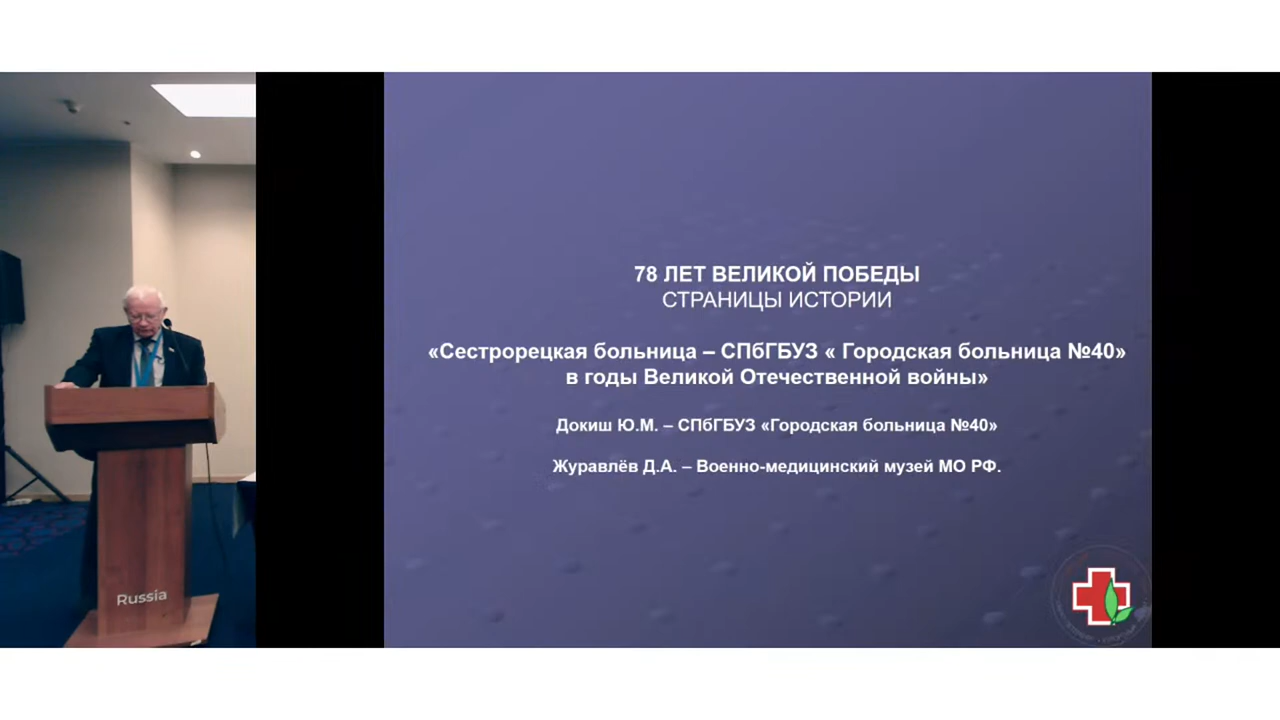 78 ЛЕТ ВЕЛИКОЙ ПОБЕДЫ
СТРАНИЦЫ ИСТОРИИ
«Сестрорецкая больница – СПбГБУЗ « Городская больница №40»
в годы Великой Отечественной войны»
Докиш Ю.М. – СПбГБУЗ «Городская больница №40»
Журавлёв Д.А. – Военно-медицинский музей МО РФ.
Russia